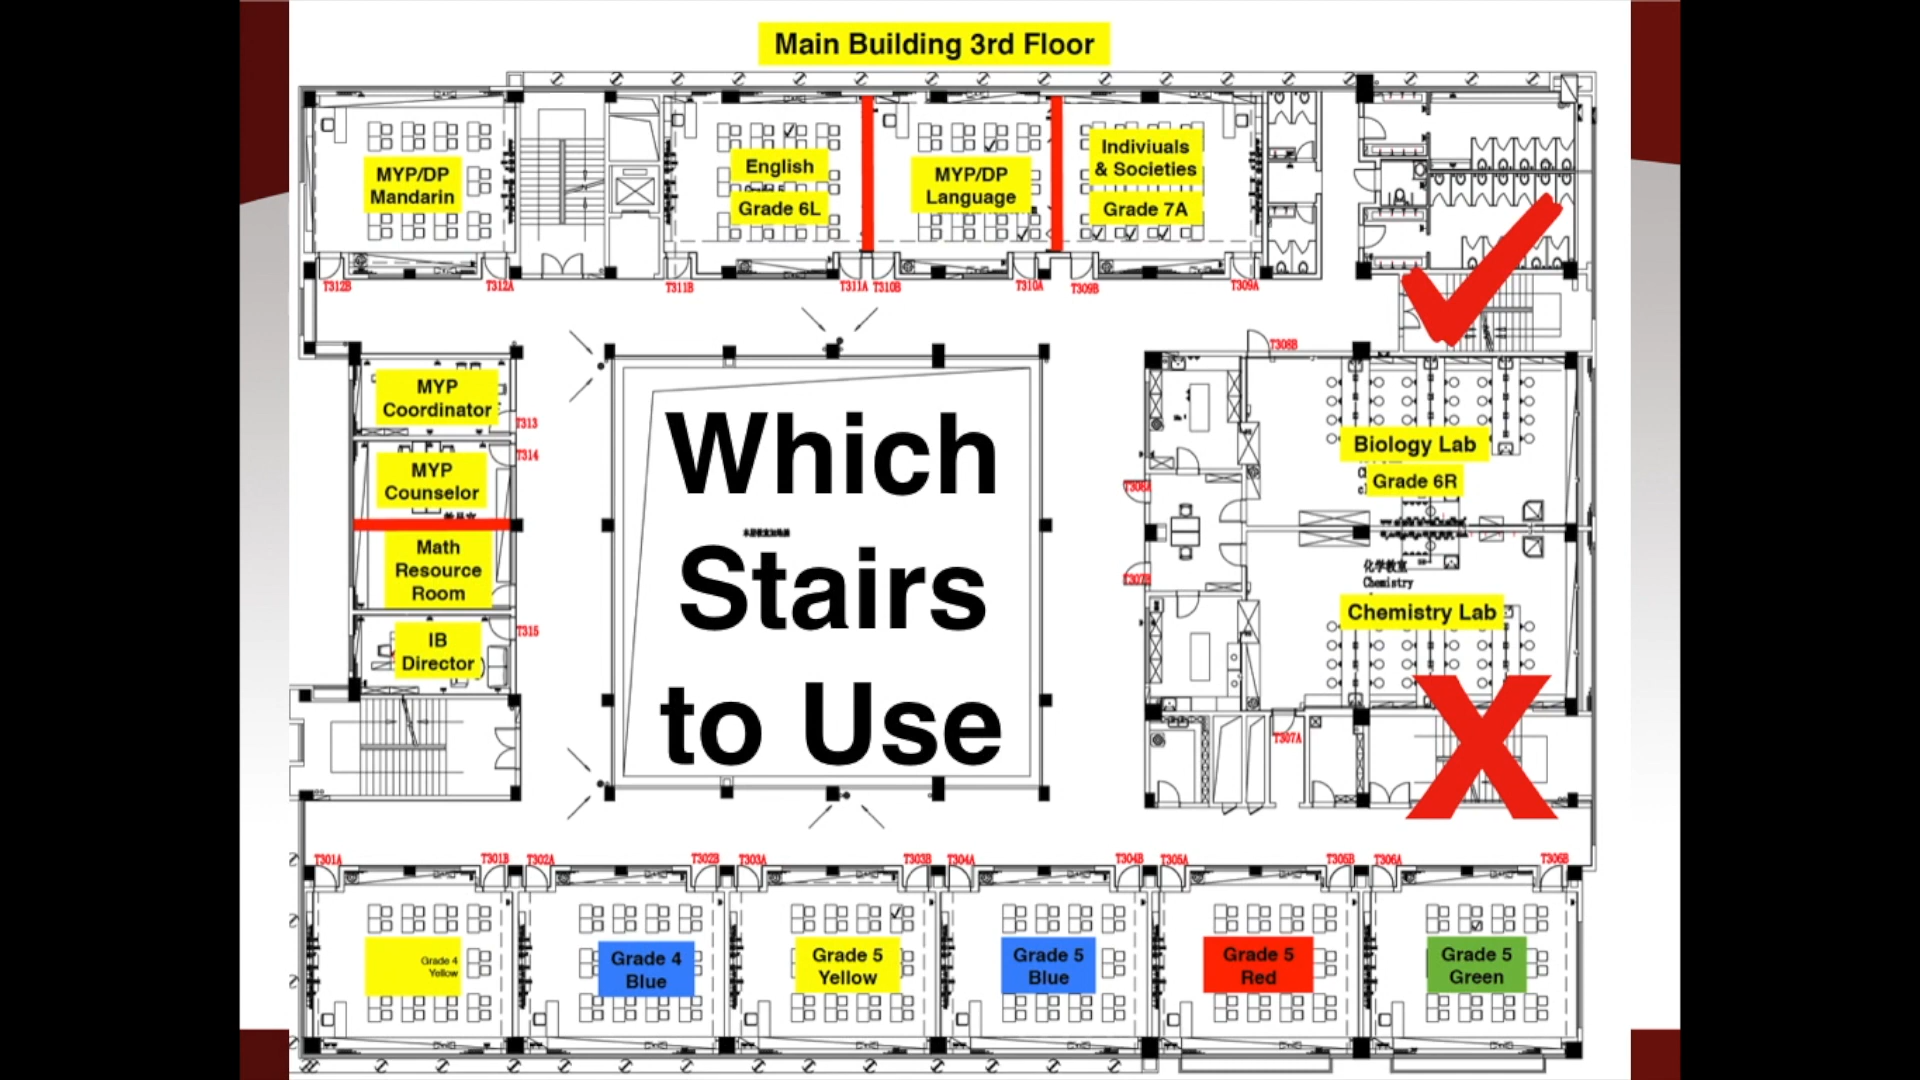 Main Building 3rd Floor
MYP/DP
Mandarin
English
Grade 6L
MYP/DP
Language
Indiviuals
& Societies
Grade 7A
T312B
T312A
T311B
T311A
T310B
T310A
T309B
T309A
T308B
MYP
Coordinator
T313
MYP
Counselor
T314
Math
Resource
Room
IB
Director
T315
Which
Stairs
to Use
Biology Lab
Grade 6R
化学教室
Chemistry
Chemistry Lab
T307A
T301A
T301B
T302A
T302B
T303A
T303B
T304A
T304B
T305A
T305B
T306A
T306B
Grade 4
Yellow
Grade 4
Blue
Grade 5
Yellow
Grade 5
Blue
Grade 5
Red
Grade 5
Green